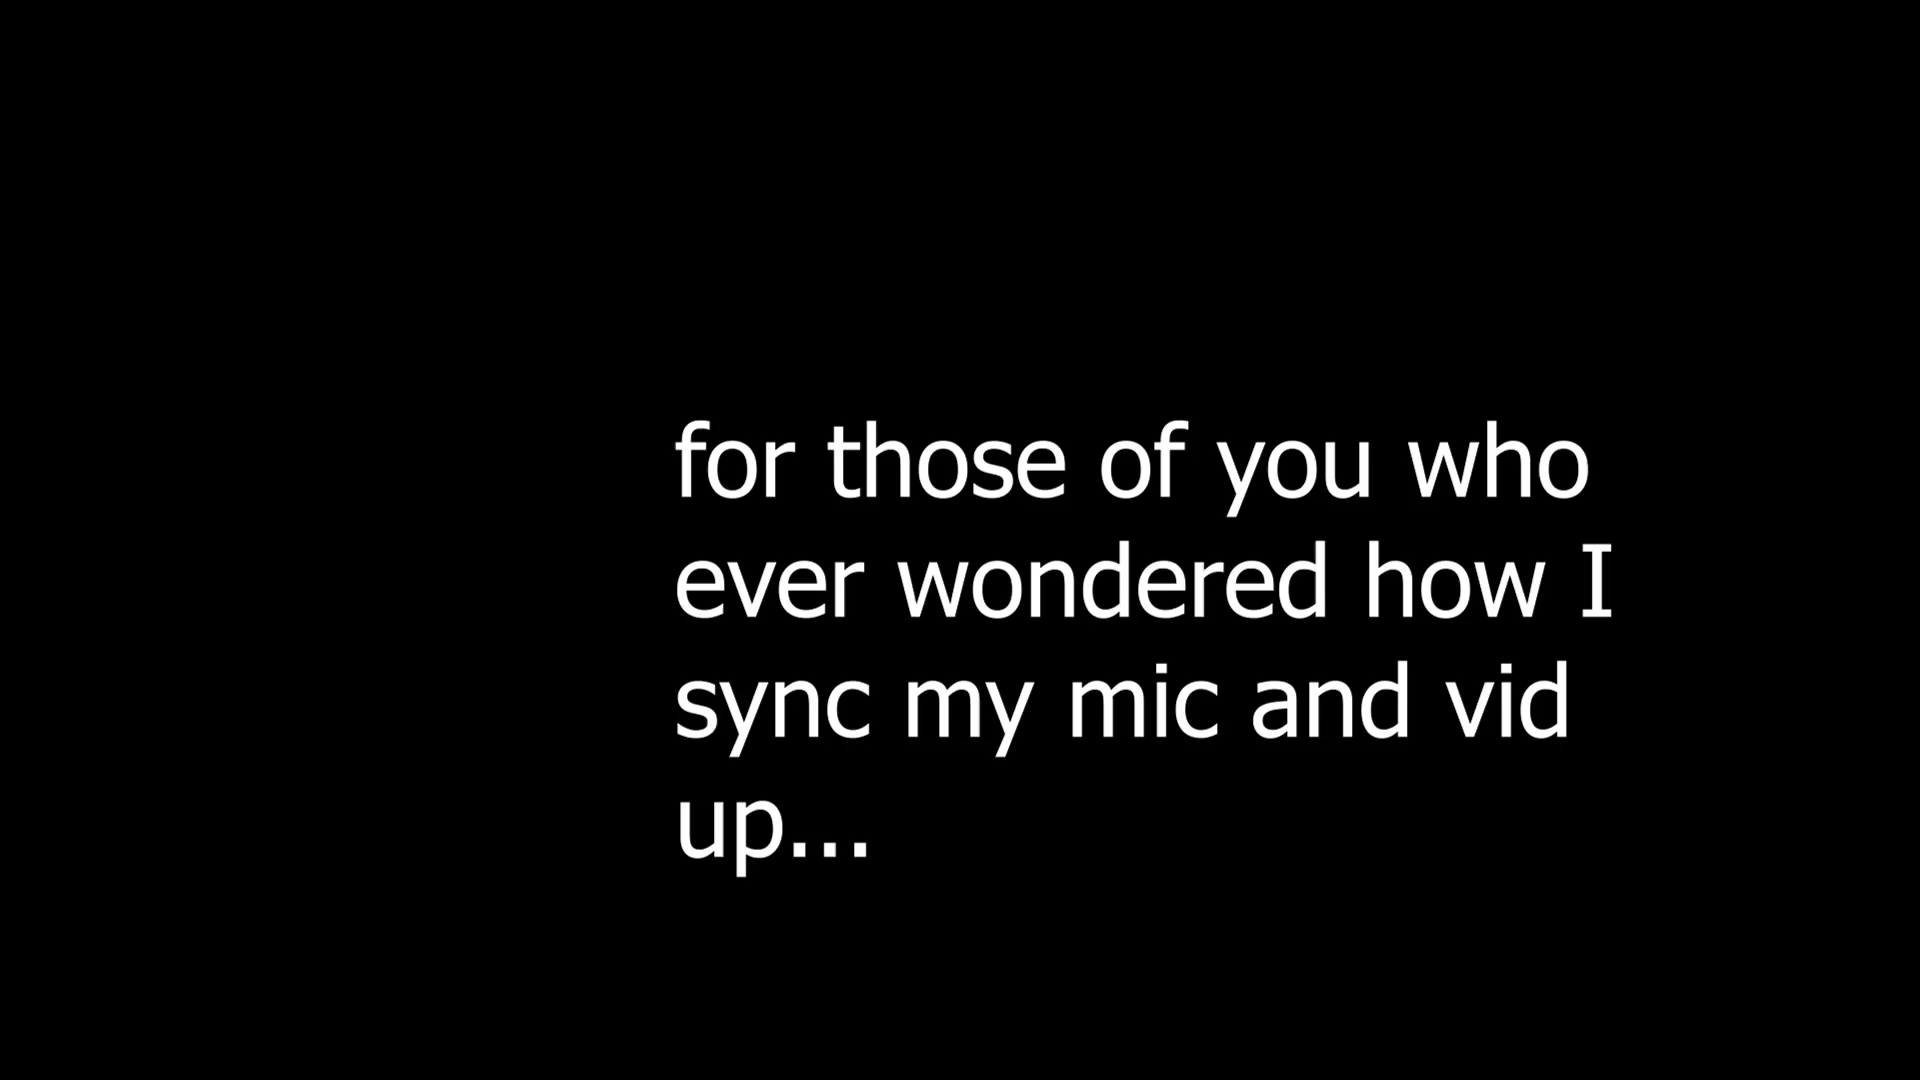 for those of you who
ever wondered how I
sync my mic and vid
up...